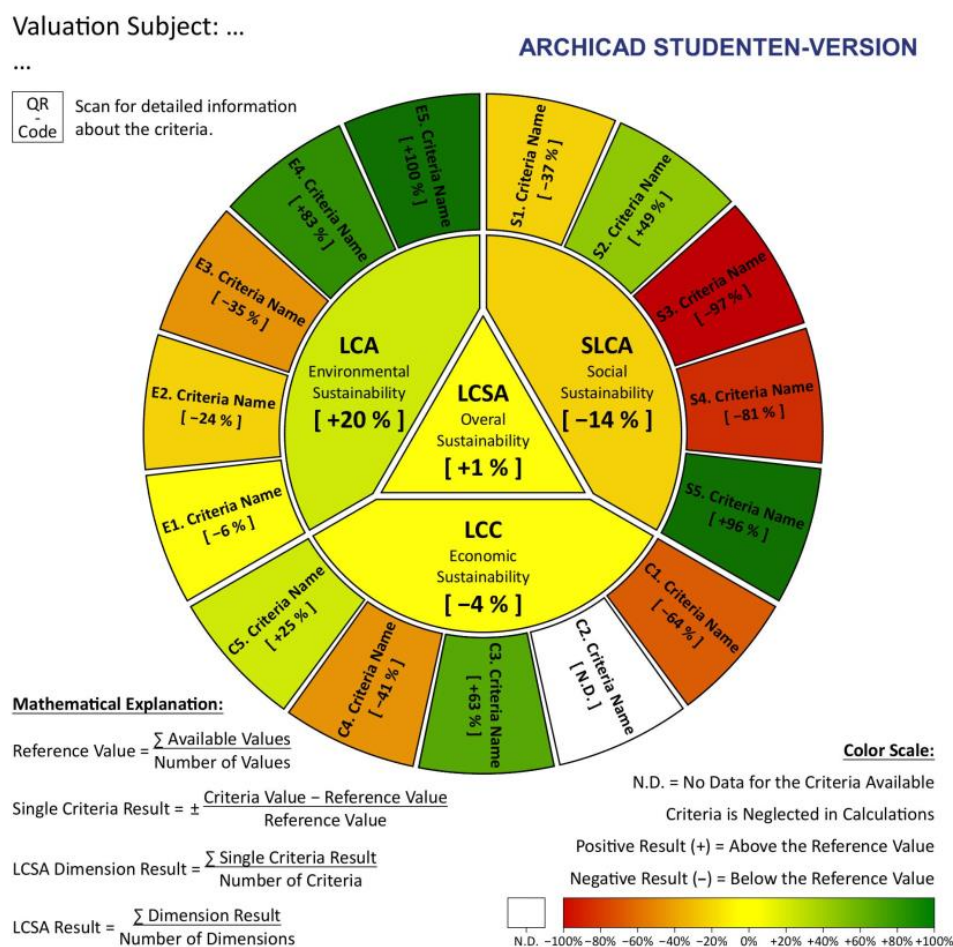 Valuation Subject: ...
...
ARCHICAD STUDENTEN-VERSION
QR
-
Code
Scan for detailed information
about the criteria.
E5. Criteria Name
[ +100 % ]
S1. Criteria Name
[ −37 % ]
E4. Criteria Name
[ +83 % ]
S2. Criteria Name
[ +49 % ]
E3. Criteria Name
[ −35 % ]
S3. Criteria Name
[ −97 % ]
E2. Criteria Name
[ −24 % ]
S4. Criteria Name
[ −81 % ]
E1. Criteria Name
[ −6 % ]
S5. Criteria Name
[ +96 % ]
C5. Criteria Name
[ +25 % ]
C4. Criteria Name
[ −41 % ]
C3. Criteria Name
[ +63 % ]
C2. Criteria Name
[ N.D. ]
C1. Criteria Name
[ −64 % ]
LCA
Environmental
Sustainability
[ +20 % ]
SLCA
Social
Sustainability
[ −14 % ]
LCSA
Overal
Sustainability
[ +1 % ]
LCC
Economic
Sustainability
[ −4 % ]
Mathematical Explanation:
Reference Value = ∑ Available Values
Number of Values
Single Criteria Result = ± Criteria Value − Reference Value
Reference Value
LCSA Dimension Result = ∑ Single Criteria Result
Number of Criteria
LCSA Result = ∑ Dimension Result
Number of Dimensions
Color Scale:
N.D. = No Data for the Criteria Available
Criteria is Neglected in Calculations
Positive Result (+) = Above the Reference Value
Negative Result (−) = Below the Reference Value
N.D. −100% −80% −60% −40% −20% 0% +20% +40% +60% +80% +100%